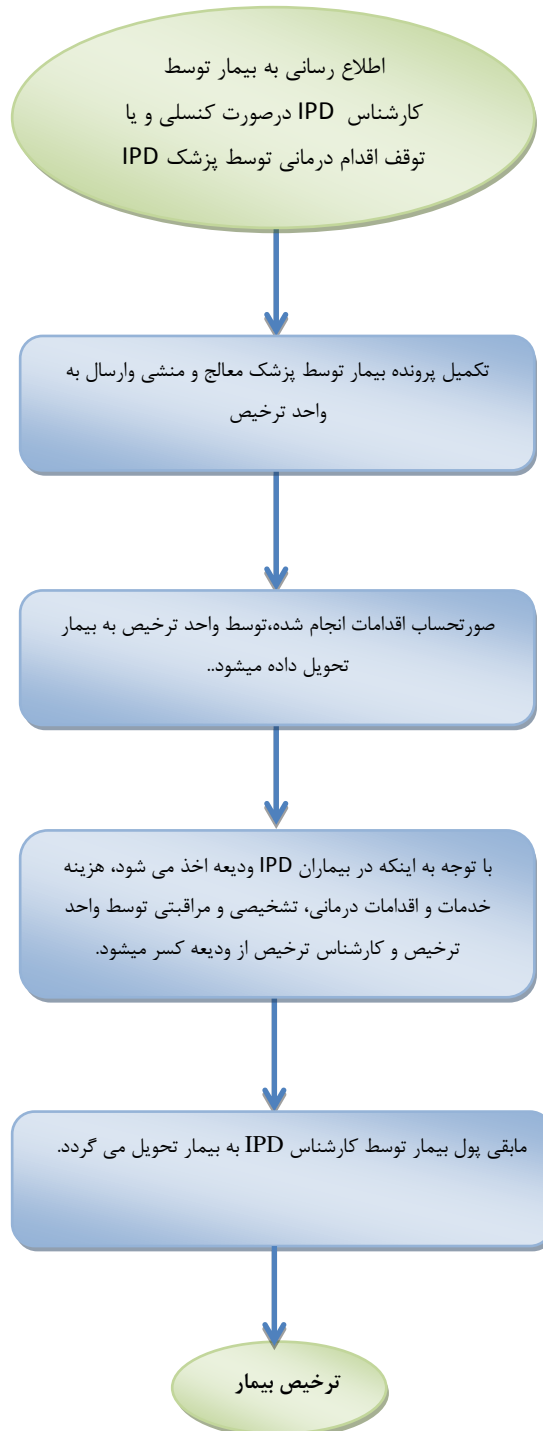 اطلاع رسانی به بیمار توسط
کارشناس IPD درصورت کنسلی و یا
توقف اقدام درمانی توسط پزشک IPD
تکمیل پرونده بیمار توسط پزشک معالج و منشی وارسال به
واحد ترخیص
صورتحساب اقدامات انجام شده،توسط واحد ترخیص به بیمار
تحویل داده میشود..
با توجه به اینکه در بیماران IPD ودیعه اخذ می شود، هزینه
خدمات و اقدامات درمانی، تشخیصی و مراقبتی توسط واحد
ترخیص و کارشناس ترخیص از ودیعه کسر میشود.
مابقی پول بیمار توسط کارشناس IPD به بیمار تحویل می گردد.
ترخیص بیمار